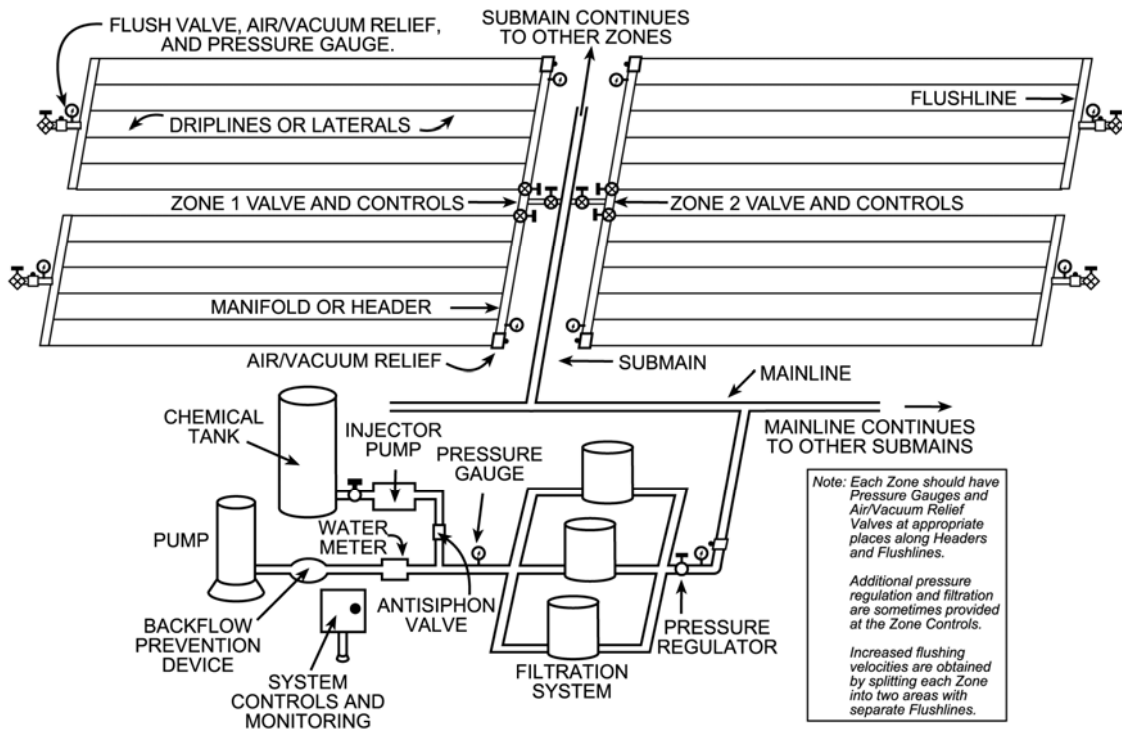 FLUSH VALVE, AIR/VACUUM RELIEF,
AND PRESSURE GAUGE.
SUBMAIN CONTINUES
TO OTHER ZONES
FLUSHLINE
DRIPLINES OR LATERALS
ZONE 1 VALVE AND CONTROLS
ZONE 2 VALVE AND CONTROLS
MANIFOLD OR HEADER
AIR/VACUUM RELIEF
SUBMAIN
MAINLINE
MAINLINE CONTINUES
TO OTHER SUBMAINS
CHEMICAL
TANK
INJECTOR
PUMP
PRESSURE
GAUGE
PUMP
WATER
METER
BACKFLOW
PREVENTION
DEVICE
ANTISIPHON
VALVE
SYSTEM
CONTROLS AND
MONITORING
FILTRATION
SYSTEM
PRESSURE
REGULATOR
Note: Each Zone should have
Pressure Gauges and
Air/Vacuum Relief
Valves at appropriate
places along Headers
and Flushlines.
Additional pressure
regulation and filtration
are sometimes provided
at the Zone Controls.
Increased flushing
velocities are obtained
by splitting each Zone
into two areas with
separate Flushlines.